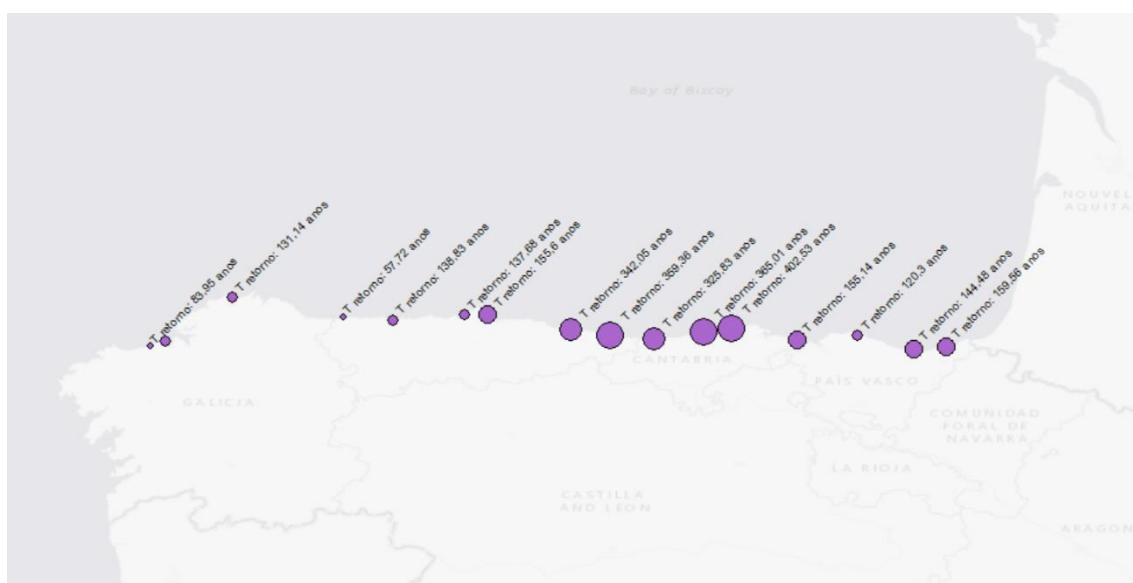 Bay of Biscay
NOUVEL
AQUITA
T retorno: 83,95 anos
T retorno: 131,14 anos
T retorno: 57,72 anos
T retorno: 138,83 anos
T retorno: 137,68 anos
T retorno: 155,6 anos
T retorno: 342,05 anos
T retorno: 359,36 anos
T retorno: 325,83 anos
T retorno: 365,01 anos
T retorno: 402,53 anos
T retorno: 155,14 anos
T retorno: 120,3 anos
T retorno: 144,48 anos
T retorno: 159,56 anos
CANTABRIA
PAÍS VASCO
GALICIA
COMUNIDAD
FORAL DE
NAVARRA
LA RIOJA
CASTILLA
AND LEON
ARAGON